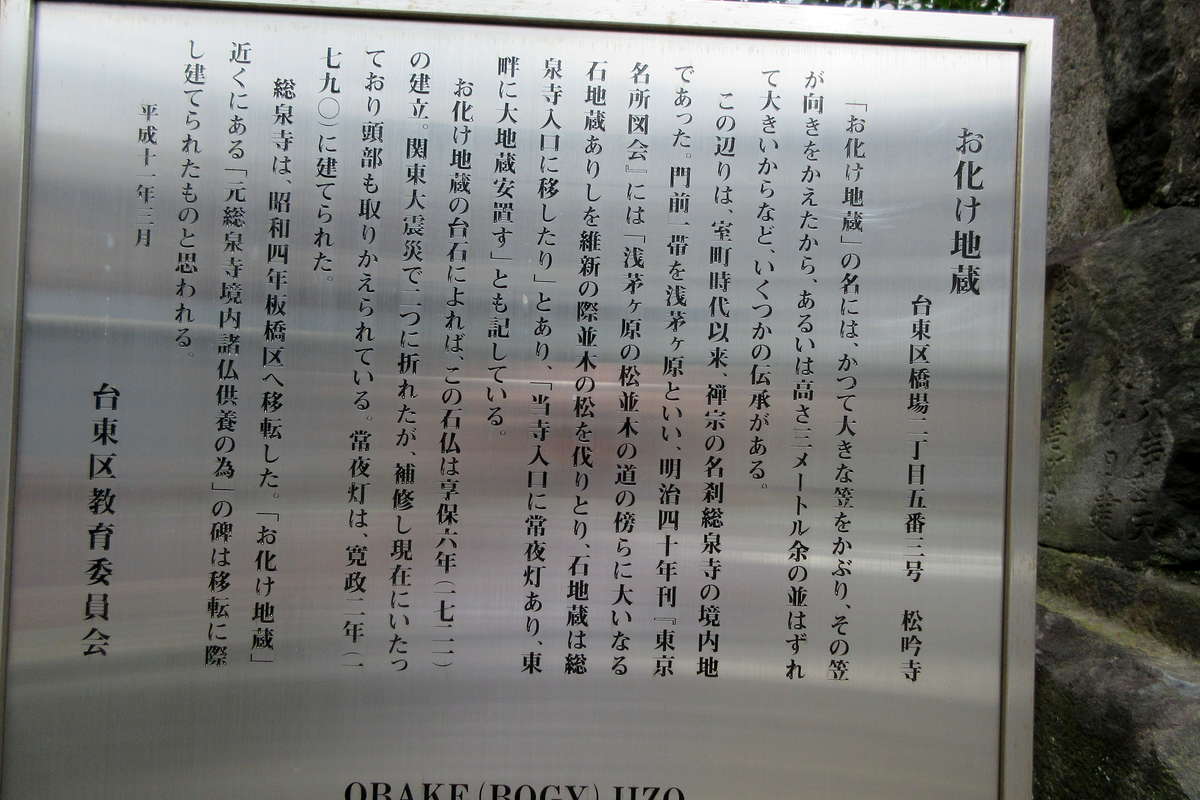 お化け地蔵
台東区橋場二丁目五番三号　松吟寺
「お化け地蔵」の名には、かつて大きな笠をかぶり、その笠
が向きをかえたから、あるいは高さ三メートル余の並はずれ
て大きいからなど、いくつかの伝承がある。
この辺りは、室町時代以来、禅宗の名刹総泉寺の境内地
であった。門前一帯を浅茅ヶ原といい、明治四十年刊『東京
名所図会』には「浅茅ヶ原の松並木の道の傍らに大いなる
石地蔵ありしを維新の際並木の松を伐りとり、石地蔵は総
泉寺入口に移したり」とあり、「当寺入口に常夜灯あり、東
畔に大地蔵安置す」とも記している。
お化け地蔵の台石によれば、この石仏は享保六年（一七二一）
の建立。関東大震災で二つに折れたが、補修し現在にいたっ
ており頭部も取りかえられている。常夜灯は、寛政二年（一
七九〇）に建てられた。
総泉寺は、昭和四年板橋区へ移転した。「お化け地蔵」
近くにある「元総泉寺境内諸仏供養の為」の碑は移転に際
し建てられたものと思われる。
平成十一年三月
台東区教育委員会
OBAKE (BOGY) JIZO